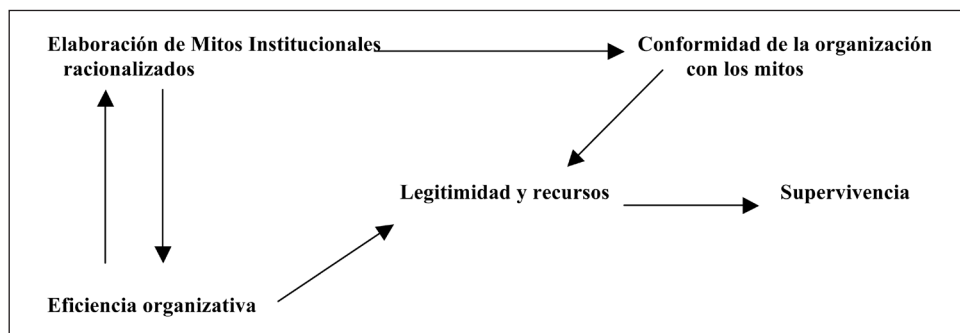 Elaboración de Mitos Institucionales
racionalizados
Conformidad de la organización
con los mitos
Legitimidad y recursos
Supervivencia
Eficiencia organizativa